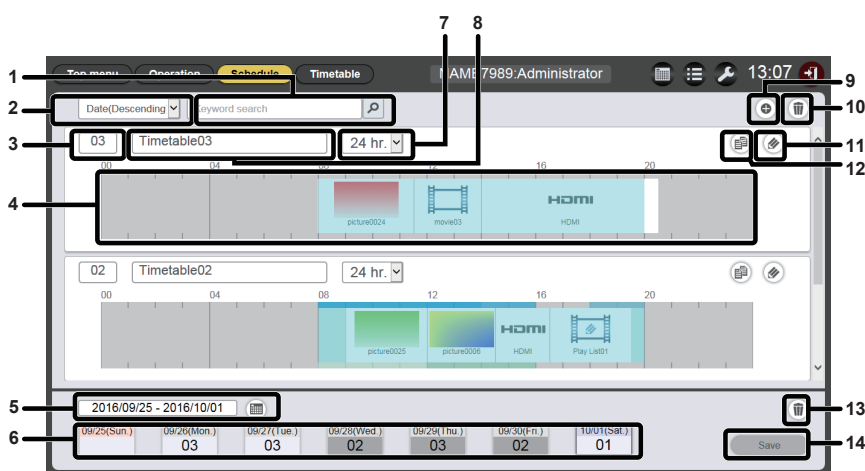 7 8
Top menu Operation Schedule Timetable NAME7989:Administrator 13:07
1
9
2 Date(Descending Keyword search 10
3 03 Timetable03 24 hr. 11
12
00 04 08 12 16 20
4
HDMI
picture0024 movie03 HDMI
02 Timetable02 24 hr.
00 04 08 12 16 20
HDMI
picture0025 picture0006 HDMI Play List01
5 2016/09/25 - 2016/10/01 13
6 09/25(Sun.) 09/26(Mon.) 09/27(Tue.) 09/28(Wed.) 09/29(Thu.) 09/30(Fri.) 10/01(Sat.)
03 03 02 03 02 01 Save 14